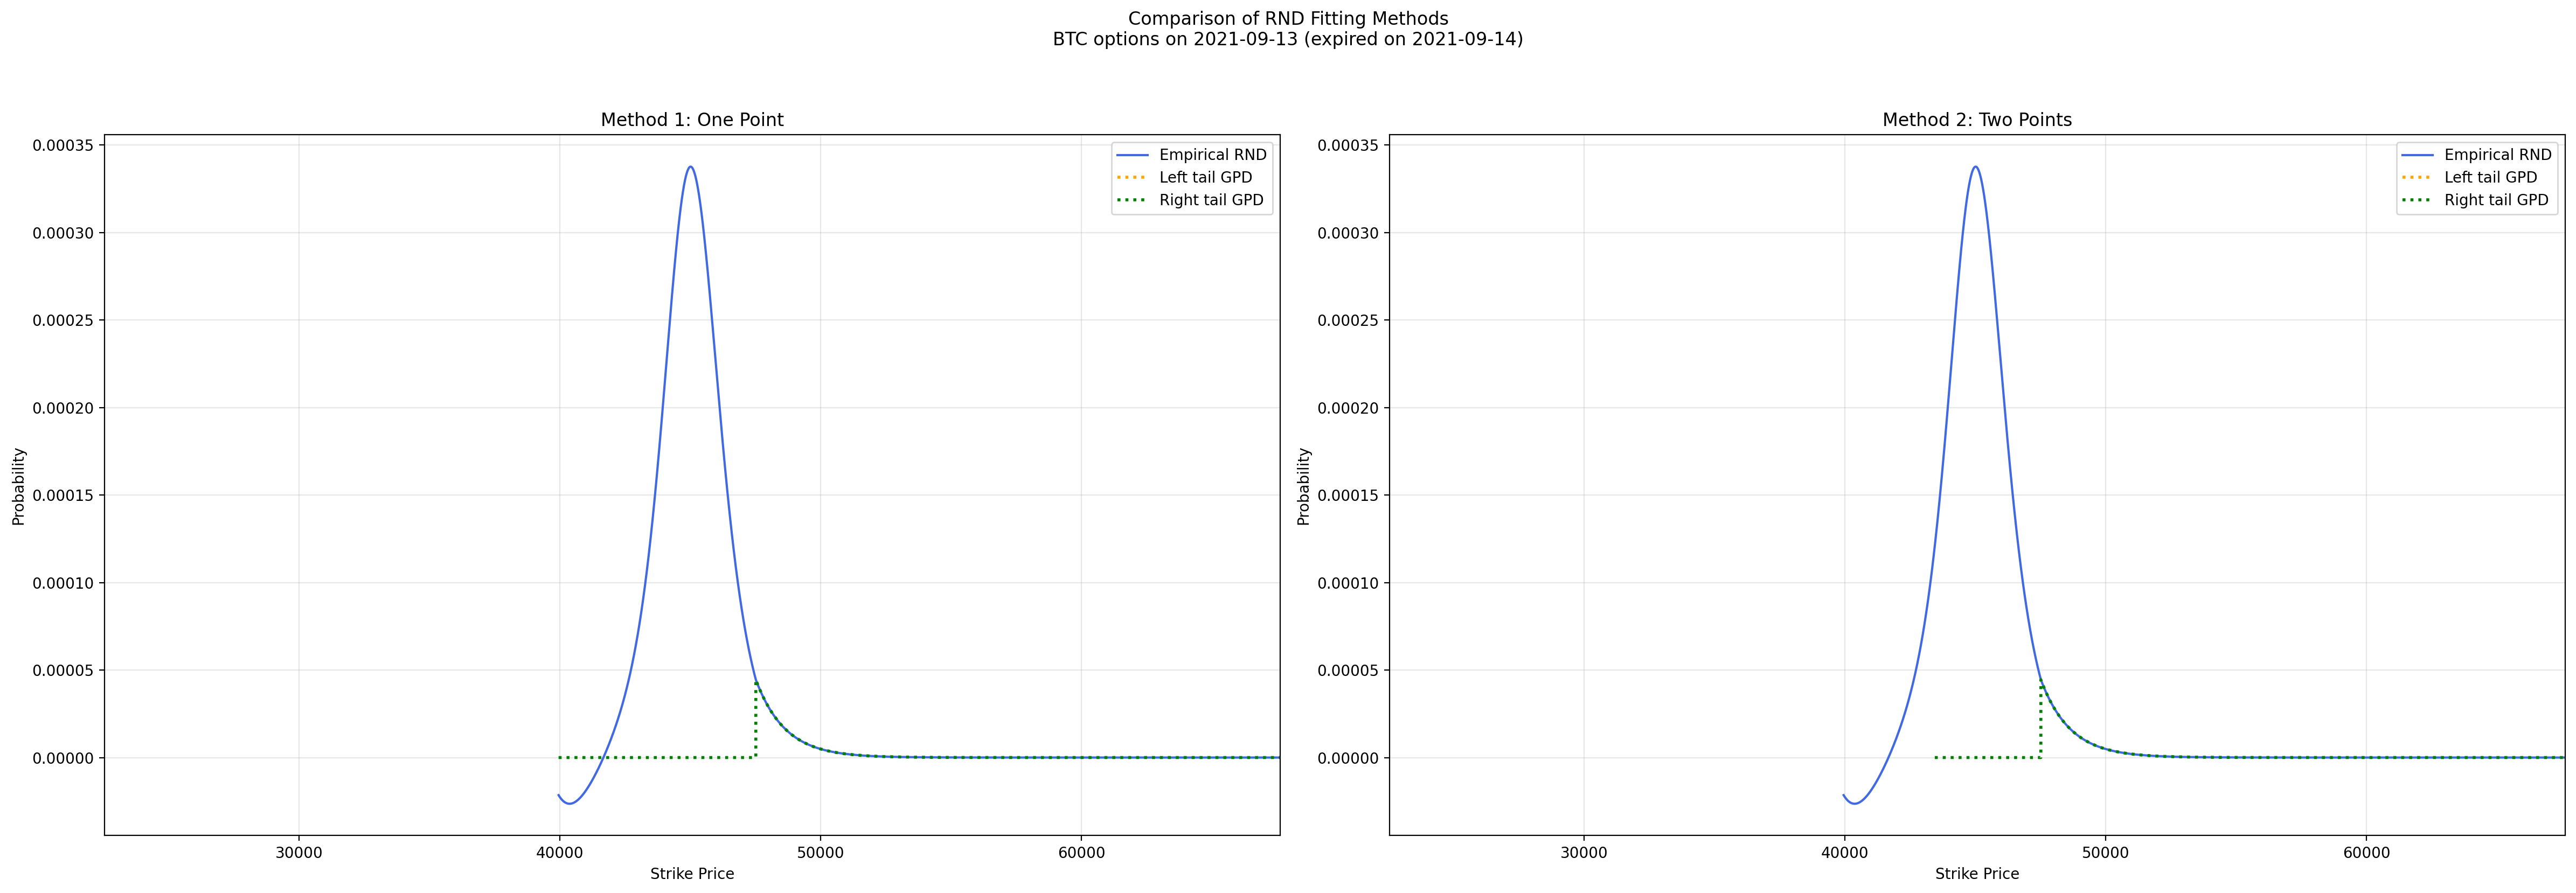 Comparison of RND Fitting Methods
BTC options on 2021-09-13 (expired on 2021-09-14)
Method 1: One Point
0.00035
0.00030
0.00025
0.00020
0.00015
0.00010
0.00005
0.00000
Probability
30000
40000
50000
60000
Strike Price
Empirical RND
Left tail GPD
Right tail GPD
Method 2: Two Points
0.00035
0.00030
0.00025
0.00020
0.00015
0.00010
0.00005
0.00000
Probability
30000
40000
50000
60000
Strike Price
Empirical RND
Left tail GPD
Right tail GPD